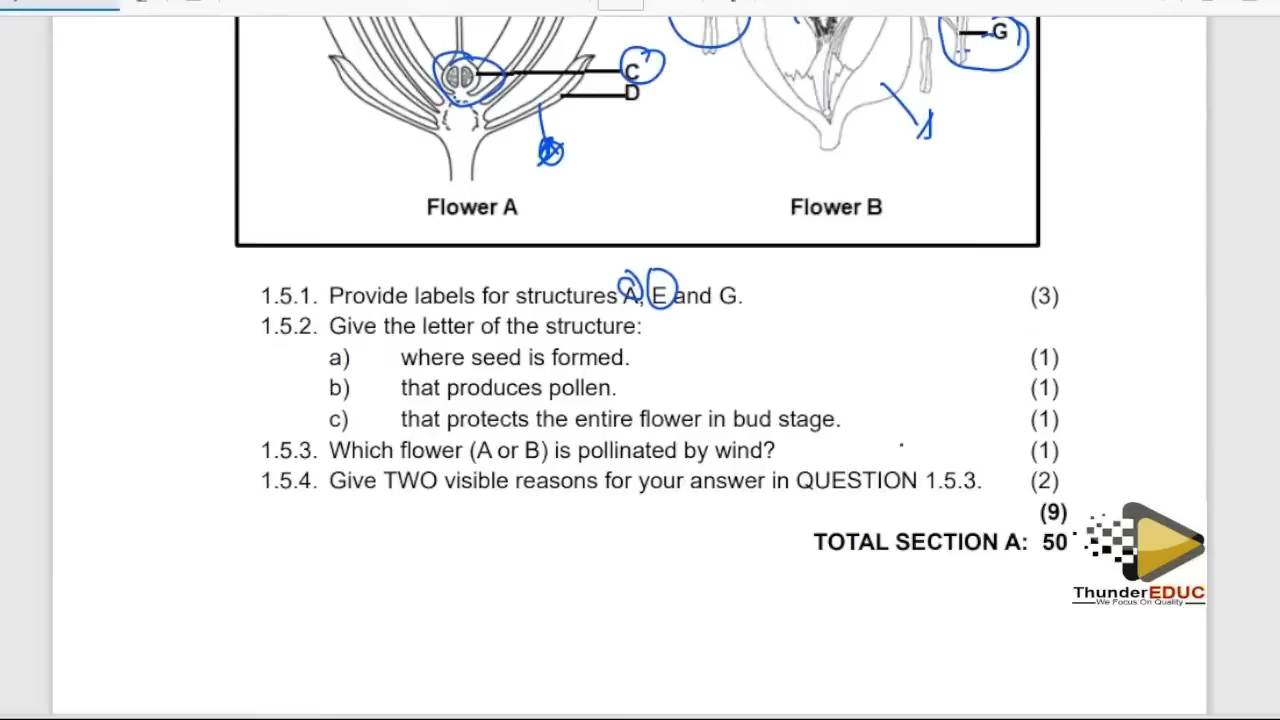 G
C
D
Flower A
Flower B
1.5.1. Provide labels for structures A, E and G. (3)
1.5.2. Give the letter of the structure:
a) where seed is formed. (1)
b) that produces pollen. (1)
c) that protects the entire flower in bud stage. (1)
1.5.3. Which flower (A or B) is pollinated by wind? (1)
1.5.4. Give TWO visible reasons for your answer in QUESTION 1.5.3. (2)
(9)
TOTAL SECTION A: 50
ThunderEDUC
We Focus On Quality